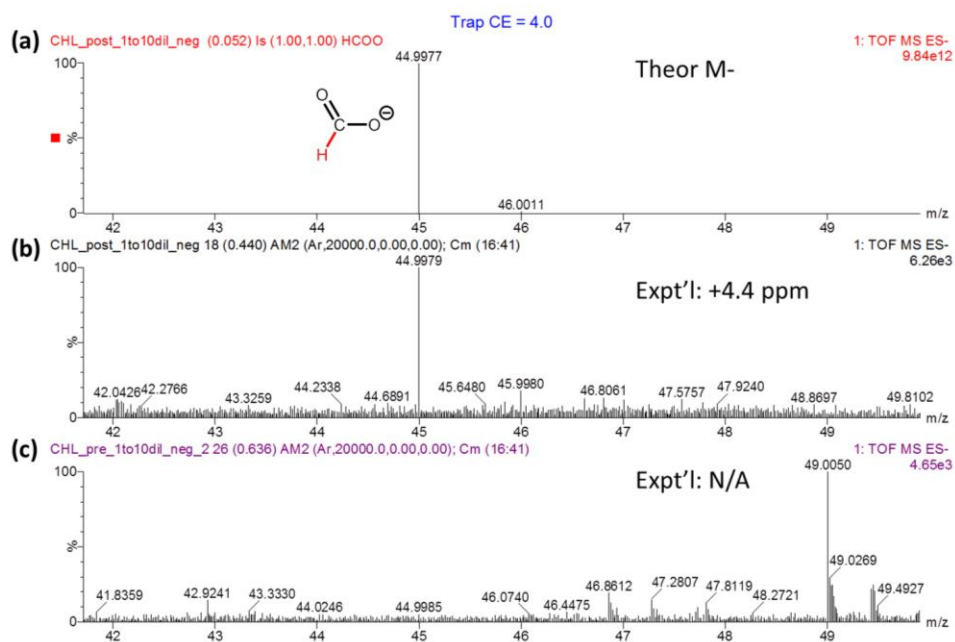 Trap CE = 4.0
(a) CHL_post_1to10dil_neg (0.052) Is (1.00,1.00) HCOO 1: TOF MS ES-
9.84e12
44.9977
Theor M-
100
%
0
O
C
O
⊖
H
46.0011
42 43 44 45 46 47 48 49 m/z
(b) CHL_post_1to10dil_neg 18 (0.440) AM2 (Ar,20000.0,0.00,0.00); Cm (16:41) 1: TOF MS ES-
6.26e3
44.9979
Expt'l: +4.4 ppm
100
%
0
42.0426 42.2766 43.3259 44.2338 44.6891 45.6480 45.9980 46.8061 47.5757 47.9240 48.8697 49.8102
42 43 44 45 46 47 48 49 m/z
(c) CHL_pre_1to10dil_neg_2 26 (0.636) AM2 (Ar,20000.0,0.00,0.00); Cm (16:41) 1: TOF MS ES-
4.65e3
49.0050
Expt'l: N/A
100
%
0
41.8359 42.9241 43.3330 44.0246 44.9985 46.0740 46.4475 46.8612 47.2807 47.8119 48.2721 49.0269 49.4927
42 43 44 45 46 47 48 49 m/z